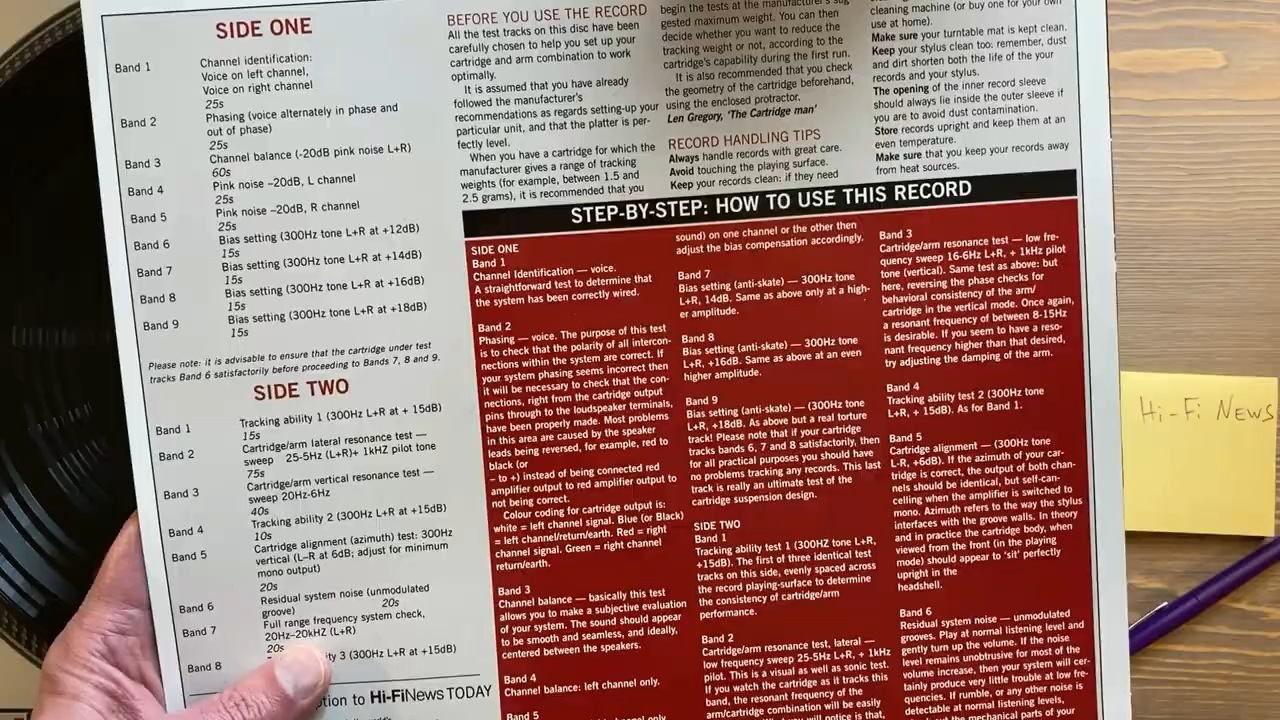 SIDE ONE
Band 1
Channel identification:
Voice on left channel,
Voice on right channel
25s
Band 2
Phasing (voice alternately in phase and
out of phase)
25s
Band 3
Channel balance (-20dB pink noise L+R)
60s
Band 4
Pink noise –20dB, L channel
25s
Band 5
Pink noise –20dB, R channel
25s
Band 6
Bias setting (300Hz tone L+R at +12dB)
15s
Band 7
Bias setting (300Hz tone L+R at +14dB)
15s
Band 8
Bias setting (300Hz tone L+R at +16dB)
15s
Band 9
Bias setting (300Hz tone L+R at +18dB)
15s
Please note: it is advisable to ensure that the cartridge under test
tracks Band 6 satisfactorily before proceeding to Bands 7, 8 and 9.
SIDE TWO
Band 1
Tracking ability 1 (300Hz L+R at + 15dB)
15s
Band 2
Cartridge/arm lateral resonance test —
sweep 25-5Hz (L+R)+ 1kHZ pilot tone
75s
Band 3
Cartridge/arm vertical resonance test —
sweep 20Hz-6Hz
40s
Band 4
Tracking ability 2 (300Hz L+R at +15dB)
10s
Band 5
Cartridge alignment (azimuth) test: 300Hz
vertical (L–R at 6dB; adjust for minimum
mono output)
20s
Band 6
Residual system noise (unmodulated
groove) 20s
Band 7
Full range frequency system check,
20Hz–20kHZ (L+R)
20s
Band 8
3 (300Hz L+R at +15dB)
to Hi-FiNews TODAY
BEFORE YOU USE THE RECORD
All the test tracks on this disc have been
carefully chosen to help you set up your
cartridge and arm combination to work
optimally.
It is assumed that you have already
followed the manufacturer's
recommendations as regards setting-up your
particular unit, and that the platter is per-
fectly level.
When you have a cartridge for which the
manufacturer gives a range of tracking
weights (for example, between 1.5 and
2.5 grams), it is recommended that you
begin the tests at the manufacturer's sug-
gested maximum weight. You can then
decide whether you want to reduce the
tracking weight or not, according to the
cartridge's capability during the first run.
It is also recommended that you check
the geometry of the cartridge beforehand,
using the enclosed protractor.
Len Gregory, 'The Cartridge man'
RECORD HANDLING TIPS
Always handle records with great care.
Avoid touching the playing surface.
Keep your records clean: if they need
cleaning machine (or buy one for your own
use at home).
Make sure your turntable mat is kept clean.
Keep your stylus clean too: remember, dust
and dirt shorten both the life of the your
records and your stylus.
The opening of the inner record sleeve
should always lie inside the outer sleeve if
you are to avoid dust contamination.
Store records upright and keep them at an
even temperature.
Make sure that you keep your records away
from heat sources.
STEP-BY-STEP: HOW TO USE THIS RECORD
SIDE ONE
Band 1
Channel Identification — voice.
A straightforward test to determine that
the system has been correctly wired.
Band 2
Phasing — voice. The purpose of this test
is to check that the polarity of all intercon-
nections within the system are correct. If
your system phasing seems incorrect then
it will be necessary to check that the con-
nections, right from the cartridge output
pins through to the loudspeaker terminals,
have been properly made. Most problems
in this area are caused by the speaker
leads being reversed, for example, red to
black (or
– to +) instead of being connected red
amplifier output to red amplifier output to
not being correct.
Colour coding for cartridge output is:
white = left channel signal. Blue (or Black)
= left channel/return/earth. Red = right
channel signal. Green = right channel
return/earth.
Band 3
Channel balance — basically this test
allows you to make a subjective evaluation
of your system. The sound should appear
to be smooth and seamless, and ideally,
centered between the speakers.
Band 4
Channel balance: left channel only.
Band 5
sound) on one channel or the other then
adjust the bias compensation accordingly.
Band 7
Bias setting (anti-skate) — 300Hz tone
L+R, 14dB. Same as above only at a high-
er amplitude.
Band 8
Bias setting (anti-skate) — 300Hz tone
L+R, +16dB. Same as above at an even
higher amplitude.
Band 9
Bias setting (anti-skate) — (300Hz tone
L+R, +18dB. As above but a real torture
track! Please note that if your cartridge
tracks bands 6, 7 and 8 satisfactorily, then
for all practical purposes you should have
no problems tracking any records. This last
track is really an ultimate test of the
cartridge suspension design.
SIDE TWO
Band 1
Tracking ability test 1 (300Hz tone L+R,
+15dB). The first of three identical test
tracks on this side, evenly spaced across
the record playing-surface to determine
the consistency of cartridge/arm
performance.
Band 2
Cartridge/arm resonance test, lateral —
low frequency sweep 25-5Hz L+R, + 1kHz
pilot. This is a visual as well as sonic test.
If you watch the cartridge as it tracks this
band, the resonant frequency of the
arm/cartridge combination will be easily
will notice is that,
Band 3
Cartridge/arm resonance test — low fre-
quency sweep 16-6Hz L+R, + 1kHz pilot
tone (vertical). Same test as above: but
here, reversing the phase checks for
behavioral consistency of the arm/
cartridge in the vertical mode. Once again,
a resonant frequency of between 8-15Hz
is desirable. If you seem to have a reso-
nant frequency higher than that desired,
try adjusting the damping of the arm.
Band 4
Tracking ability test 2 (300Hz tone
L+R, + 15dB). As for Band 1.
Band 5
Cartridge alignment — (300Hz tone
L-R, +6dB). If the azimuth of your car-
tridge is correct, the output of both chan-
nels should be identical, but self-can-
celling when the amplifier is switched to
mono. Azimuth refers to the way the stylus
interfaces with the groove walls. In theory
and in practice the cartridge body, when
viewed from the front (in the playing
mode) should appear to 'sit' perfectly
upright in the
headshell.
Band 6
Residual system noise — unmodulated
grooves. Play at normal listening level and
gently turn up the volume. If the noise
level remains unobtrusive for most of the
volume increase, then your system will cer-
tainly produce very little trouble at low fre-
quencies. If rumble, or any other noise is
detectable at normal listening levels,
the mechanical parts of your
Hi-Fi News